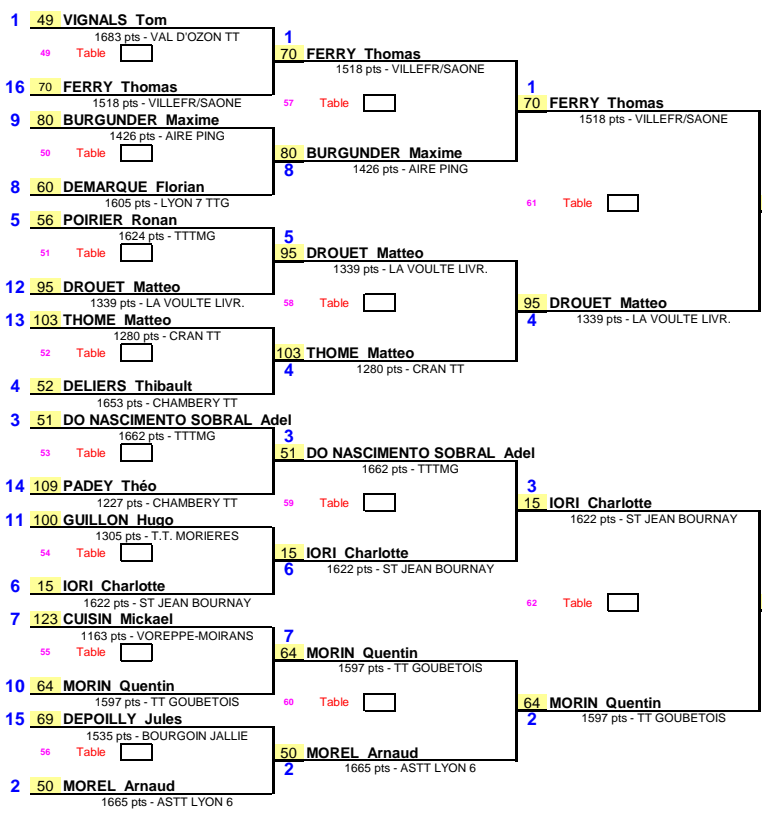 1 49 VIGNALS Tom
1683 pts - VAL D'OZON TT
49 Table
16 70 FERRY Thomas
1518 pts - VILLEFR/SAONE
9 80 BURGUNDER Maxime
1426 pts - AIRE PING
50 Table
8 60 DEMARQUE Florian
1605 pts - LYON 7 TTG
5 56 POIRIER Ronan
1624 pts - TTTMG
51 Table
12 95 DROUET Matteo
1339 pts - LA VOULTE LIVR.
13 103 THOME Matteo
1280 pts - CRAN TT
52 Table
4 52 DELIERS Thibault
1653 pts - CHAMBERY TT
3 51 DO NASCIMENTO SOBRAL Adel
1662 pts - TTTMG
53 Table
14 109 PADEY Théo
1227 pts - CHAMBERY TT
11 100 GUILLON Hugo
1305 pts - T.T. MORIERES
54 Table
6 15 IORI Charlotte
1622 pts - ST JEAN BOURNAY
7 123 CUISIN Mickael
1163 pts - VOREPPE-MOIRANS
55 Table
10 64 MORIN Quentin
1597 pts - TT GOUBETOIS
15 69 DEPOILLY Jules
1535 pts - BOURGOIN JALLIE
56 Table
2 50 MOREL Arnaud
1665 pts - ASTT LYON 6
1
70 FERRY Thomas
1518 pts - VILLEFR/SAONE
57 Table
80 BURGUNDER Maxime
8 1426 pts - AIRE PING
5
95 DROUET Matteo
1339 pts - LA VOULTE LIVR.
58 Table
103 THOME Matteo
4 1280 pts - CRAN TT
3
51 DO NASCIMENTO SOBRAL Adel
1662 pts - TTTMG
59 Table
15 IORI Charlotte
6 1622 pts - ST JEAN BOURNAY
7
64 MORIN Quentin
1597 pts - TT GOUBETOIS
60 Table
50 MOREL Arnaud
2 1665 pts - ASTT LYON 6
1
70 FERRY Thomas
1518 pts - VILLEFR/SAONE
61 Table
95 DROUET Matteo
4 1339 pts - LA VOULTE LIVR.
3
15 IORI Charlotte
1622 pts - ST JEAN BOURNAY
62 Table
64 MORIN Quentin
2 1597 pts - TT GOUBETOIS